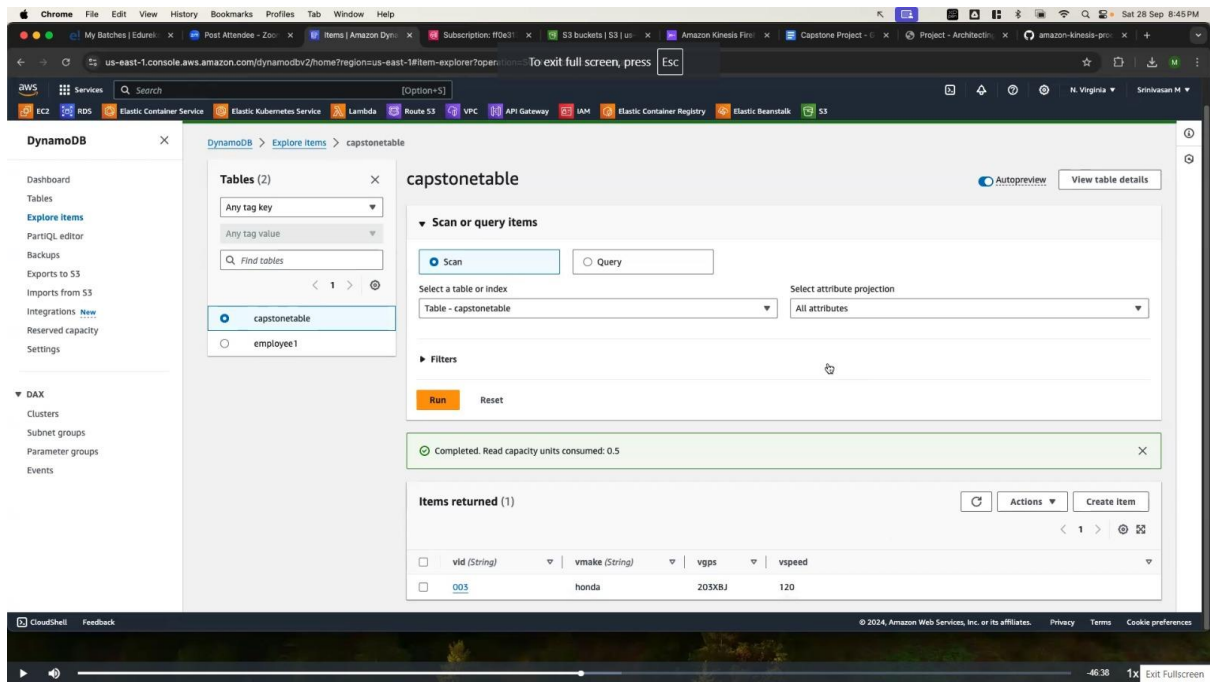 Chrome File Edit View History Bookmarks Profiles Tab Window Help Sat 28 Sep 8:45 PM
My Batches | Edurek Post Attendee - Zoo Items | Amazon Dyn Subscription: ff0e31 S3 buckets | S3 | us- Amazon Kinesis Fire Capstone Project - Project - Architectin amazon-kinesis-pro
us-east-1.console.aws.amazon.com/dynamodbv2/home?region=us-east-1#item-explorer?oper To exit full screen, press Esc
aws Services Search [Option+S] N. Virginia Srinivasan M
EC2 RDS Elastic Container Service Elastic Kubernetes Service Lambda Route 53 VPC API Gateway IAM Elastic Container Registry Elastic Beanstalk S3
DynamoDB
Dashboard
Tables
Explore items
PartiQL editor
Backups
Exports to S3
Imports from S3
Integrations New
Reserved capacity
Settings
DAX
Clusters
Subnet groups
Parameter groups
Events
DynamoDB > Explore items > capstonetable
Tables (2)
Any tag key
Any tag value
Find tables
1
capstonetable
employee1
capstonetable
Autopreview View table details
Scan or query items
Scan Query
Select a table or index Select attribute projection
Table - capstonetable All attributes
Filters
Run Reset
Completed. Read capacity units consumed: 0.5
Items returned (1)
Actions Create item
1
vid (String) vmake (String) vgps vspeed
003 honda 203XBJ 120
CloudShell Feedback © 2024, Amazon Web Services, Inc. or its affiliates. Privacy Terms Cookie preferences
-46:38 1x Exit Fullscreen